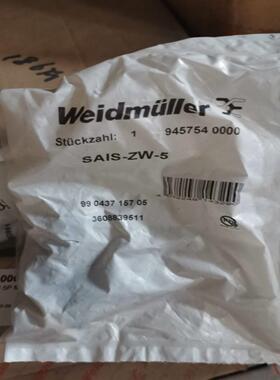 Weidmüller
Stückzahl: 1 945754 0000
SAIS-ZW-5
99 0437 157 05
3608839511